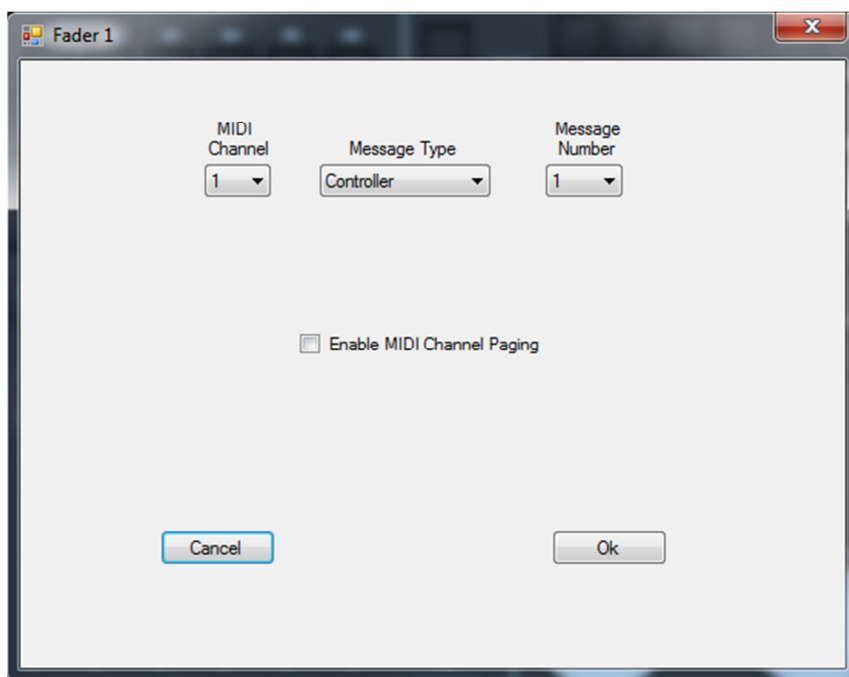 Fader 1
MIDI
Channel
Message Type
Message
Number
1
Controller
1
Enable MIDI Channel Paging
Cancel
Ok